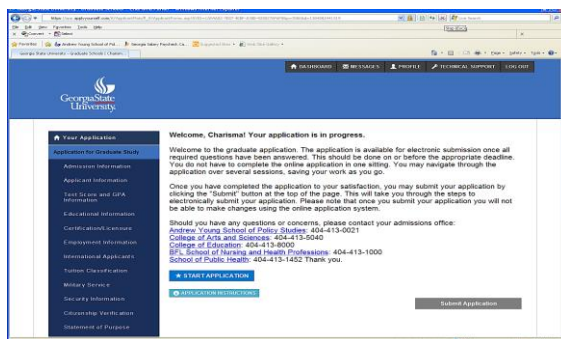 DASHBOARD MESSAGES PROFILE TECHNICAL SUPPORT LOG OUT
GeorgiaState
University
Your Application
Application for Graduate Study
Admission Information
Applicant Information
Test Score and GPA
Information
Educational Information
Certification/Licensure
Employment Information
International Applicants
Tuition Classification
Military Service
Security Information
Citizenship Verification
Statement of Purpose
Welcome, Charisma! Your application is in progress.
Welcome to the graduate application. The application is available for electronic submission once all
required questions have been answered. This should be done on or before the appropriate deadline.
You do not have to complete the online application in one sitting. You may navigate through the
application over several sessions, saving your work as you go.
Once you have completed the application to your satisfaction, you may submit your application by
clicking the "Submit" button at the top of the page. This will take you through the steps to
electronically submit your application. Please note that once you submit your application you will not
be able to make changes using the online application system.
Should you have any questions or concerns, please contact your admissions office:
Andrew Young School of Policy Studies: 404-413-0021
College of Arts and Sciences: 404-413-5040
College of Education: 404-413-8000
BFL School of Nursing and Health Professions: 404-413-1000
School of Public Health: 404-413-1452 Thank you.
START APPLICATION
APPLICATION INSTRUCTIONS
Submit Application